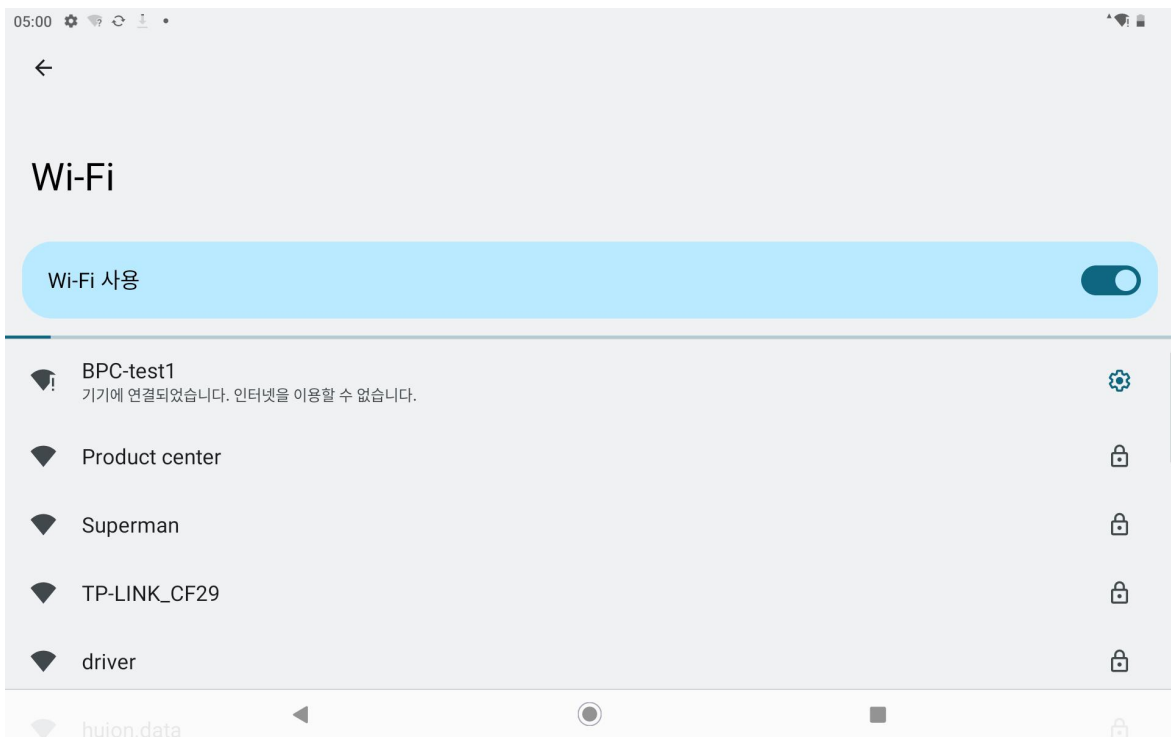 05:00
Wi-Fi
Wi-Fi 사용
BPC-test1
기기에 연결되었습니다. 인터넷을 이용할 수 없습니다.
Product center
Superman
TP-LINK_CF29
driver
huion.data